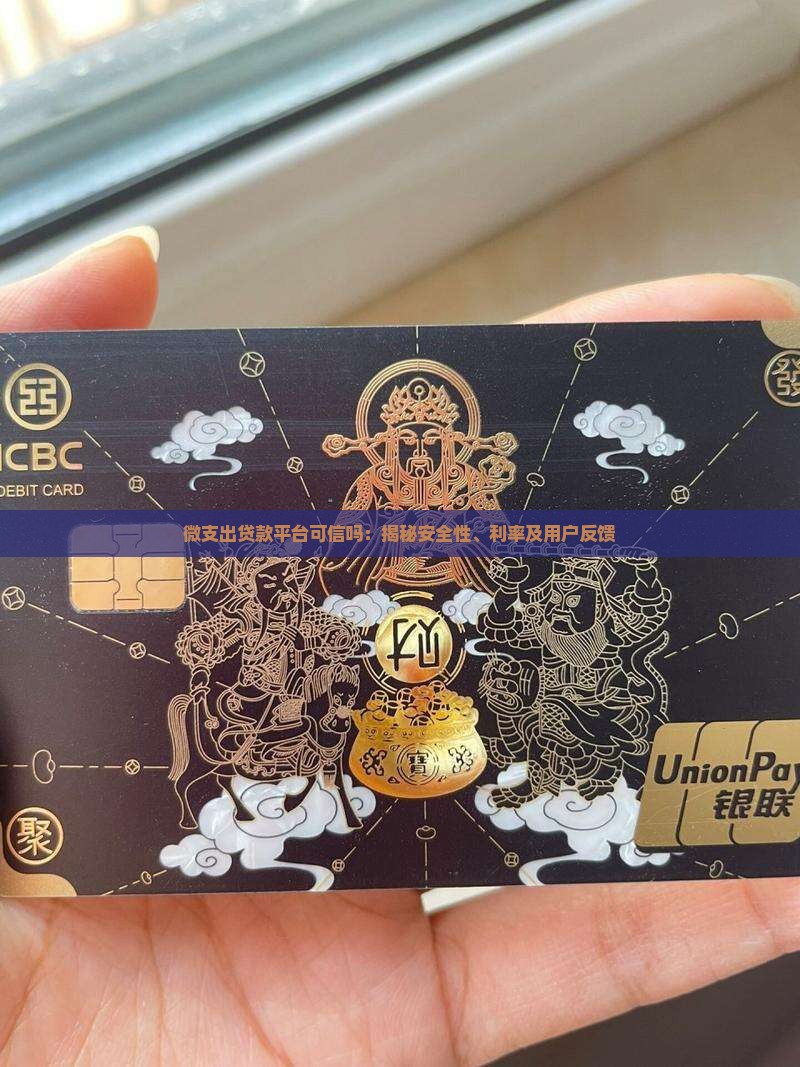 發
ICBC
DEBIT CARD
微支出贷款平台可信吗：揭秘安全性、利率及用户反馈
财
寶
UnionPay
银联
聚